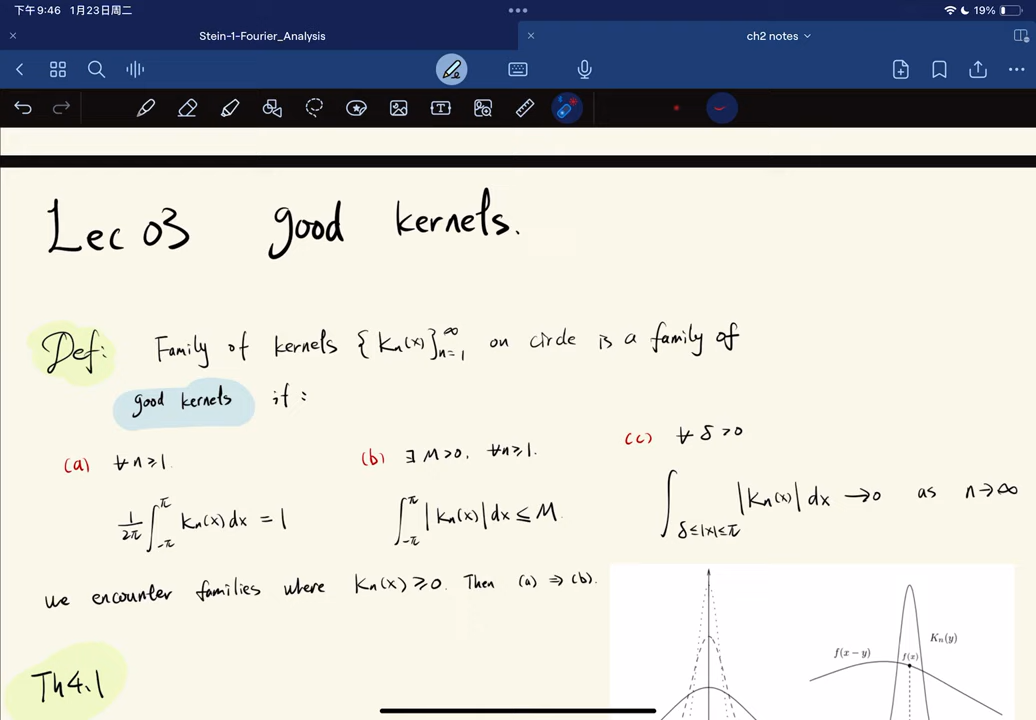 下午9:46 1月23日周二
19%
Stein-1-Fourier_Analysis
ch2 notes
Lec 03 good kernels.
Def: Family of kernels {Kn(x)}_{n=1}^{∞} on circle is a family of
good kernels if:
(a) ∀ n ≥ 1.
1/2π ∫_{-π}^{π} Kn(x) dx = 1
(b) ∃ M > 0, ∀n ≥ 1.
∫_{-π}^{π} |Kn(x)| dx ≤ M.
(c) ∀ δ > 0
∫_{δ≤|x|≤π} |Kn(x)| dx → 0 as n → ∞
we encounter families where Kn(x) ≥ 0. Then (a) ⇒ (b).
Kn(y)
f(x − y)
f(x)
Th4.1